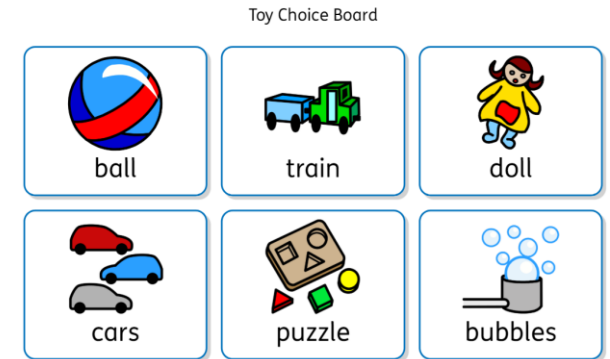 Toy Choice Board
ball
train
doll
cars
puzzle
bubbles